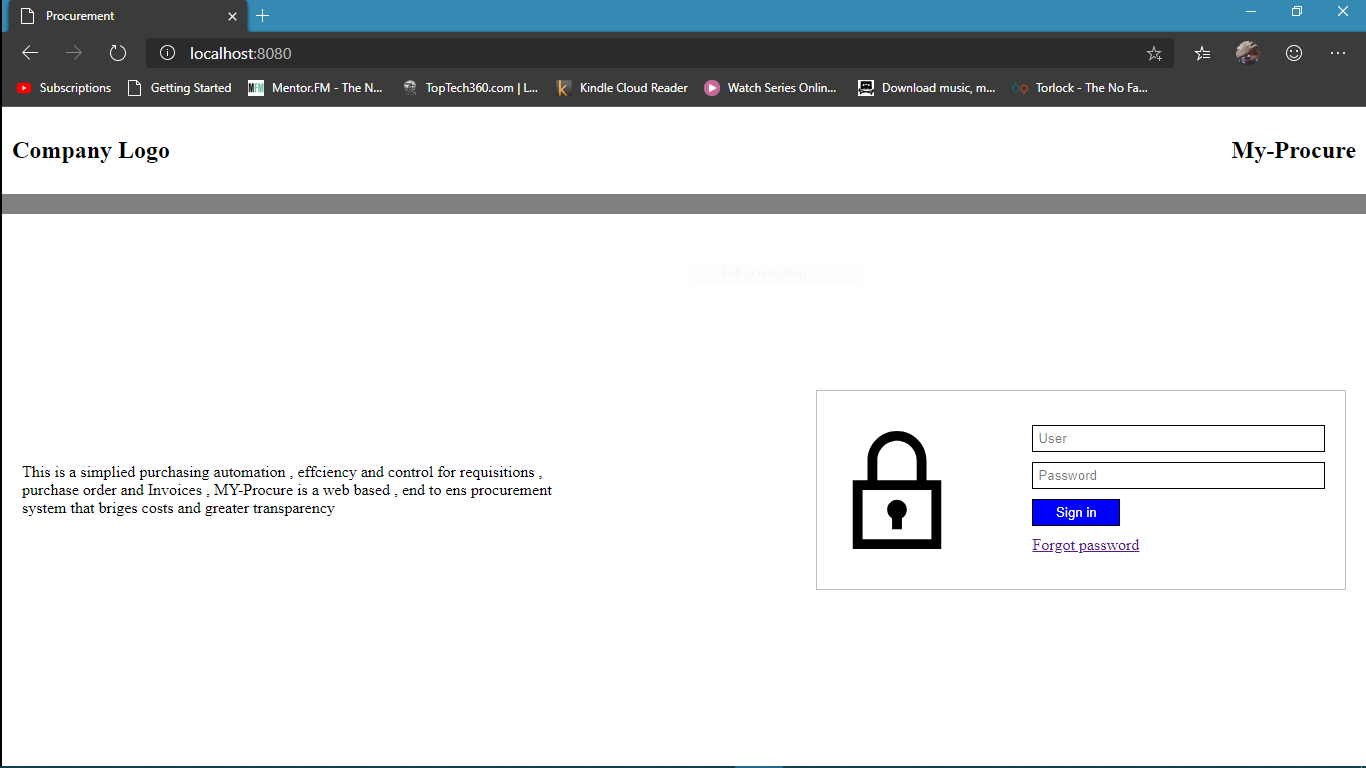 Procurement
localhost:8080
Subscriptions Getting Started MFM Mentor.FM - The N... TopTech360.com | L... Kindle Cloud Reader Watch Series Onlin... Download music, m... Torlock - The No Fa...
Company Logo My-Procure
Full-screen Snip
User
This is a simplied purchasing automation , effciency and control for requisitions ,
Password
purchase order and Invoices , MY-Procure is a web based , end to ens procurement
system that briges costs and greater transparency
Sign in
Forgot password